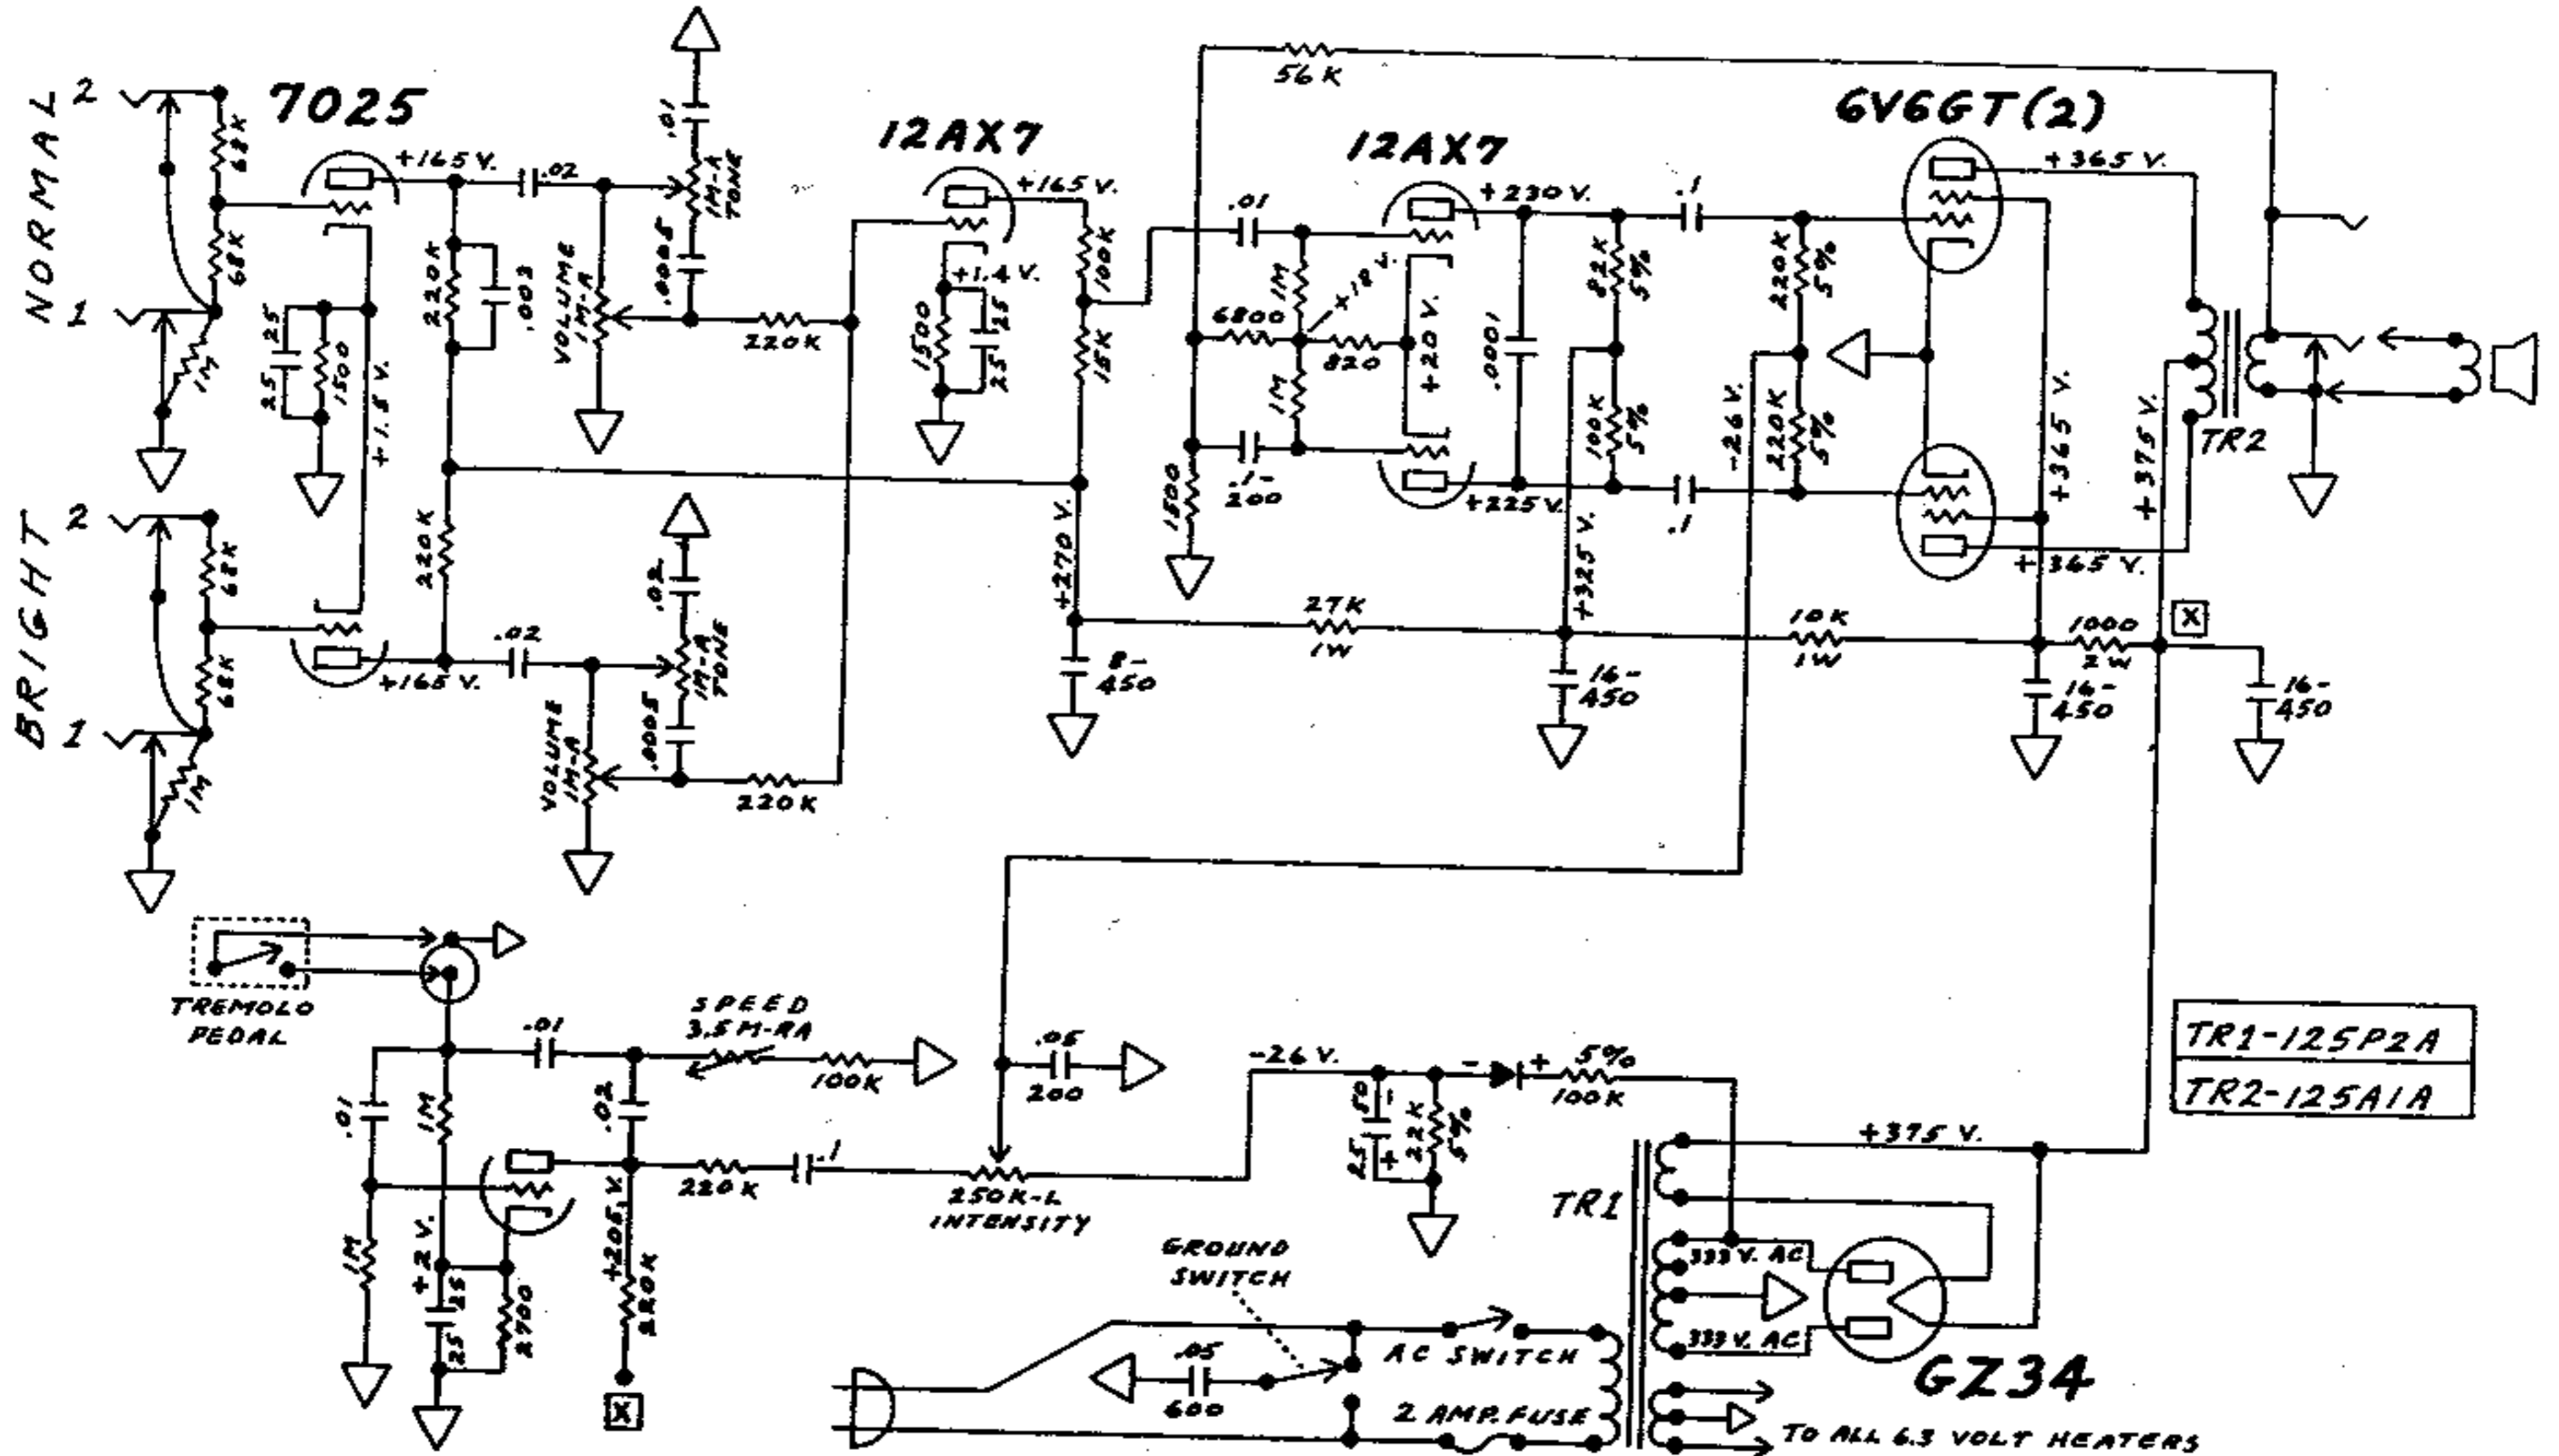 NORMAL
2
1
68K
68K
1M
7025
+165 V.
.02
220K
.002
25
25
1500
+1.5 V.
.01
1M-A
TONE
.0005
VOLUME
1M-A
220K
12AX7
+165 V.
+1.4 V.
1500
25
25
100K
15K
56K
12AX7
+230 V.
.01
1M
6800
820
1M
.1-
200
1500
+20 V.
.0001
+225 V.
82K
5%
100K
5%
.1
.1
220K
5%
220K
5%
-26 V.
6V6GT(2)
+365 V.
+365 V.
+365 V.
+375 V.
TR2
BRIGHT
2
1
68K
68K
1M
+165 V.
220K
.02
.02
1M-A
TONE
.0005
VOLUME
1M-A
220K
+270 V.
8-
450
27K
1W
+325 V.
16-
450
10K
1W
16-
450
1000
2W
X
16-
450
TREMOLO
PEDAL
.01
SPEED
3.5M-RA
100K
.01
1M
.02
1M
+2 V.
25
25
2700
+205 V.
220K
X
220K
.1
250K-L
INTENSITY
.05
200
-26 V.
50
-
25
+
22K
5%
-
+
5%
100K
TR1-125P2A
TR2-125A1A
TR1
+375 V.
333 V. AC
333 V. AC
GZ34
GROUND
SWITCH
.05
600
AC SWITCH
2 AMP. FUSE
TO ALL 6.3 VOLT HEATERS